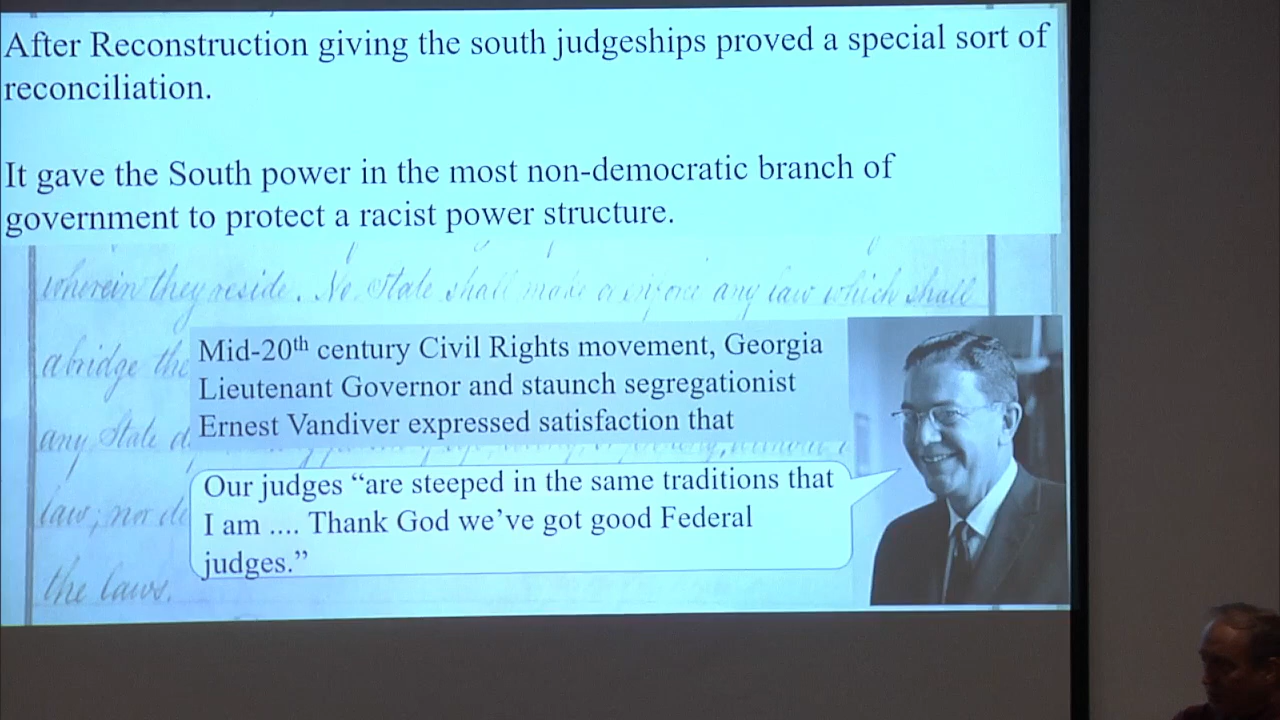 After Reconstruction giving the south judgeships proved a special sort of
reconciliation.
It gave the South power in the most non-democratic branch of
government to protect a racist power structure.
wherein they reside. No State shall make or enforce any law which shall
abridge the
Mid-20th century Civil Rights movement, Georgia
Lieutenant Governor and staunch segregationist
any State
Ernest Vandiver expressed satisfaction that
Our judges “are steeped in the same traditions that
law; nor
I am .... Thank God we’ve got good Federal
judges.”
the laws.